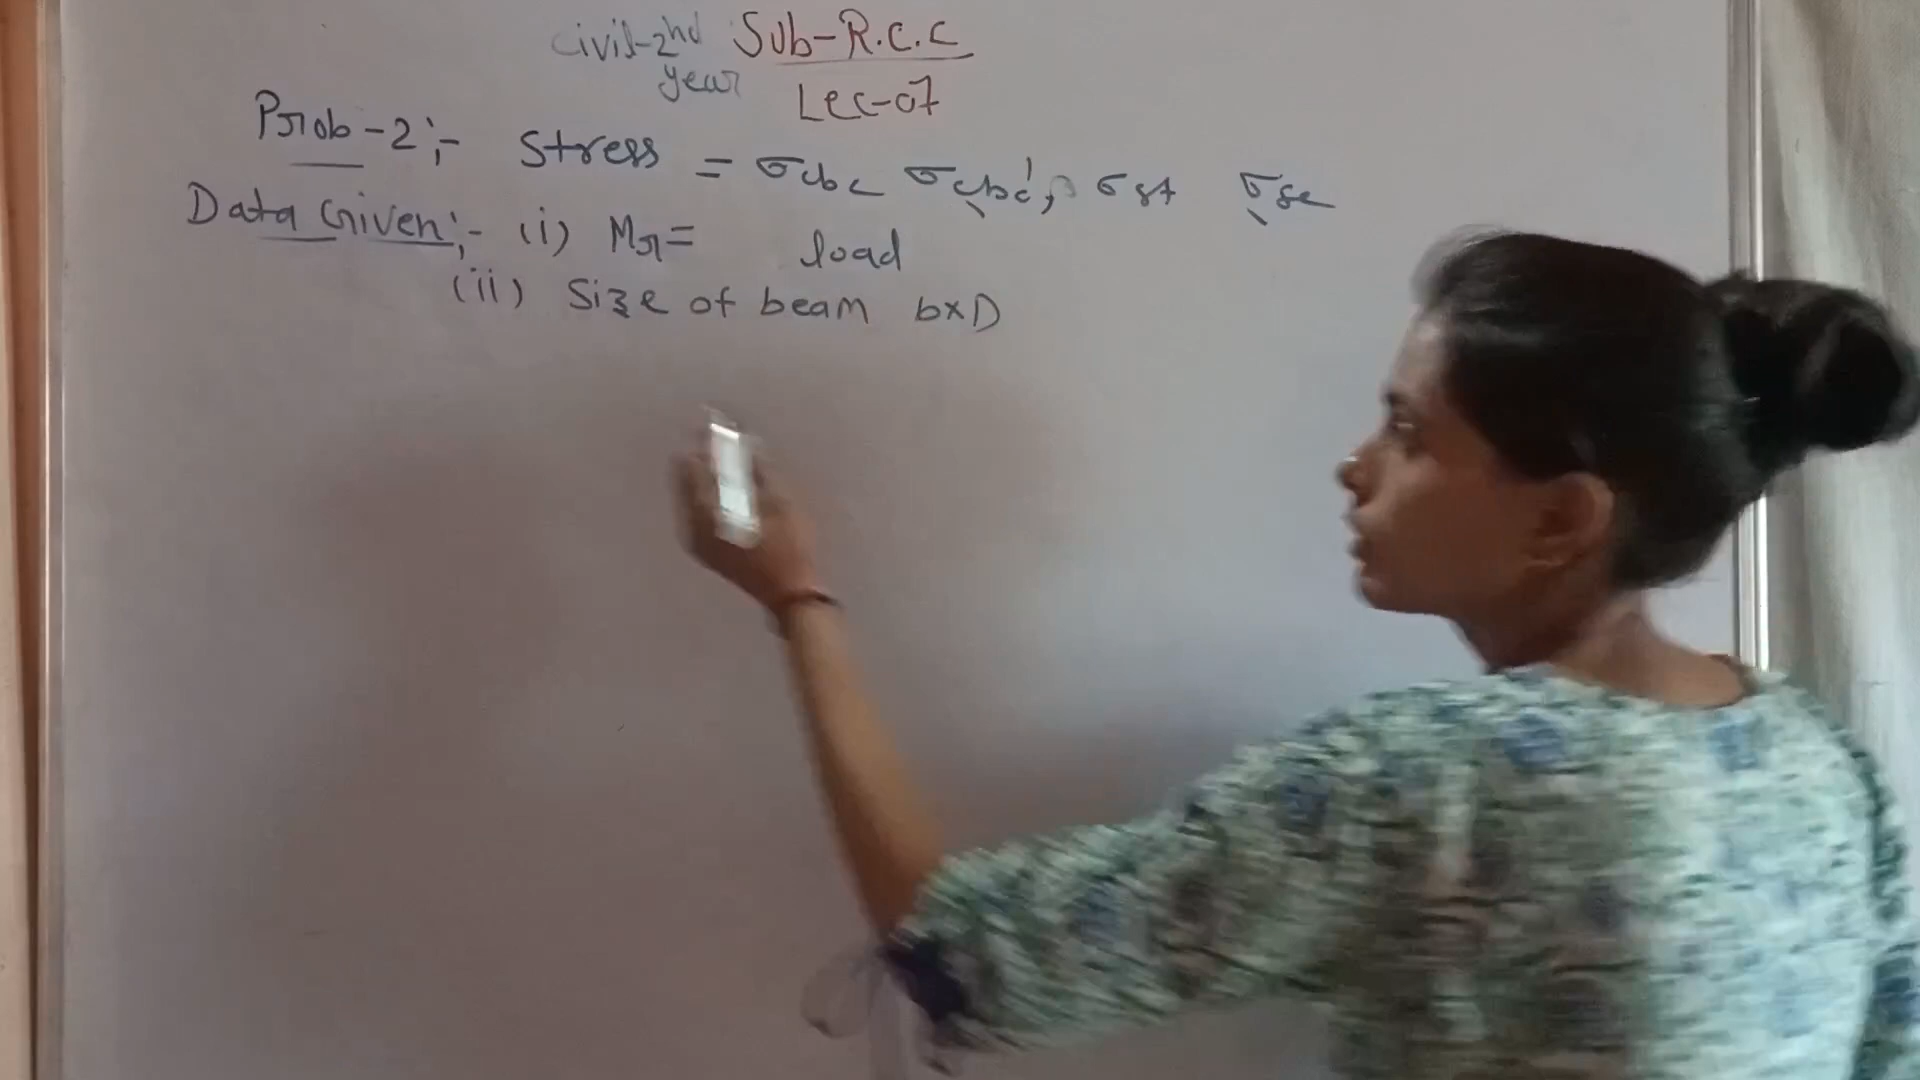 civil-2nd year Sub-R.C.C
Lec-07
Prob-2:- Stress = σcbc σcbc', σst σsc
Data Given:- (i) Mr= load
(ii) Size of beam b×D